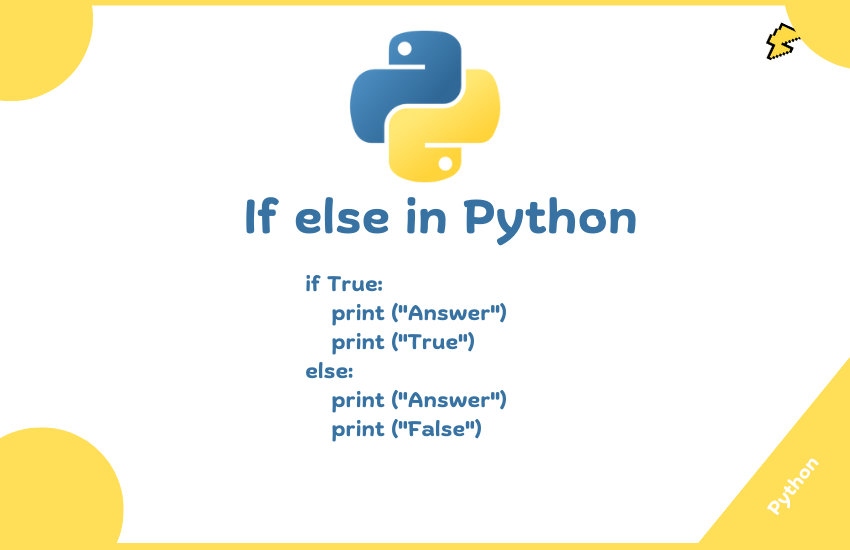 If else in Python
if True:
print ("Answer")
print ("True")
else:
print ("Answer")
print ("False")
Python